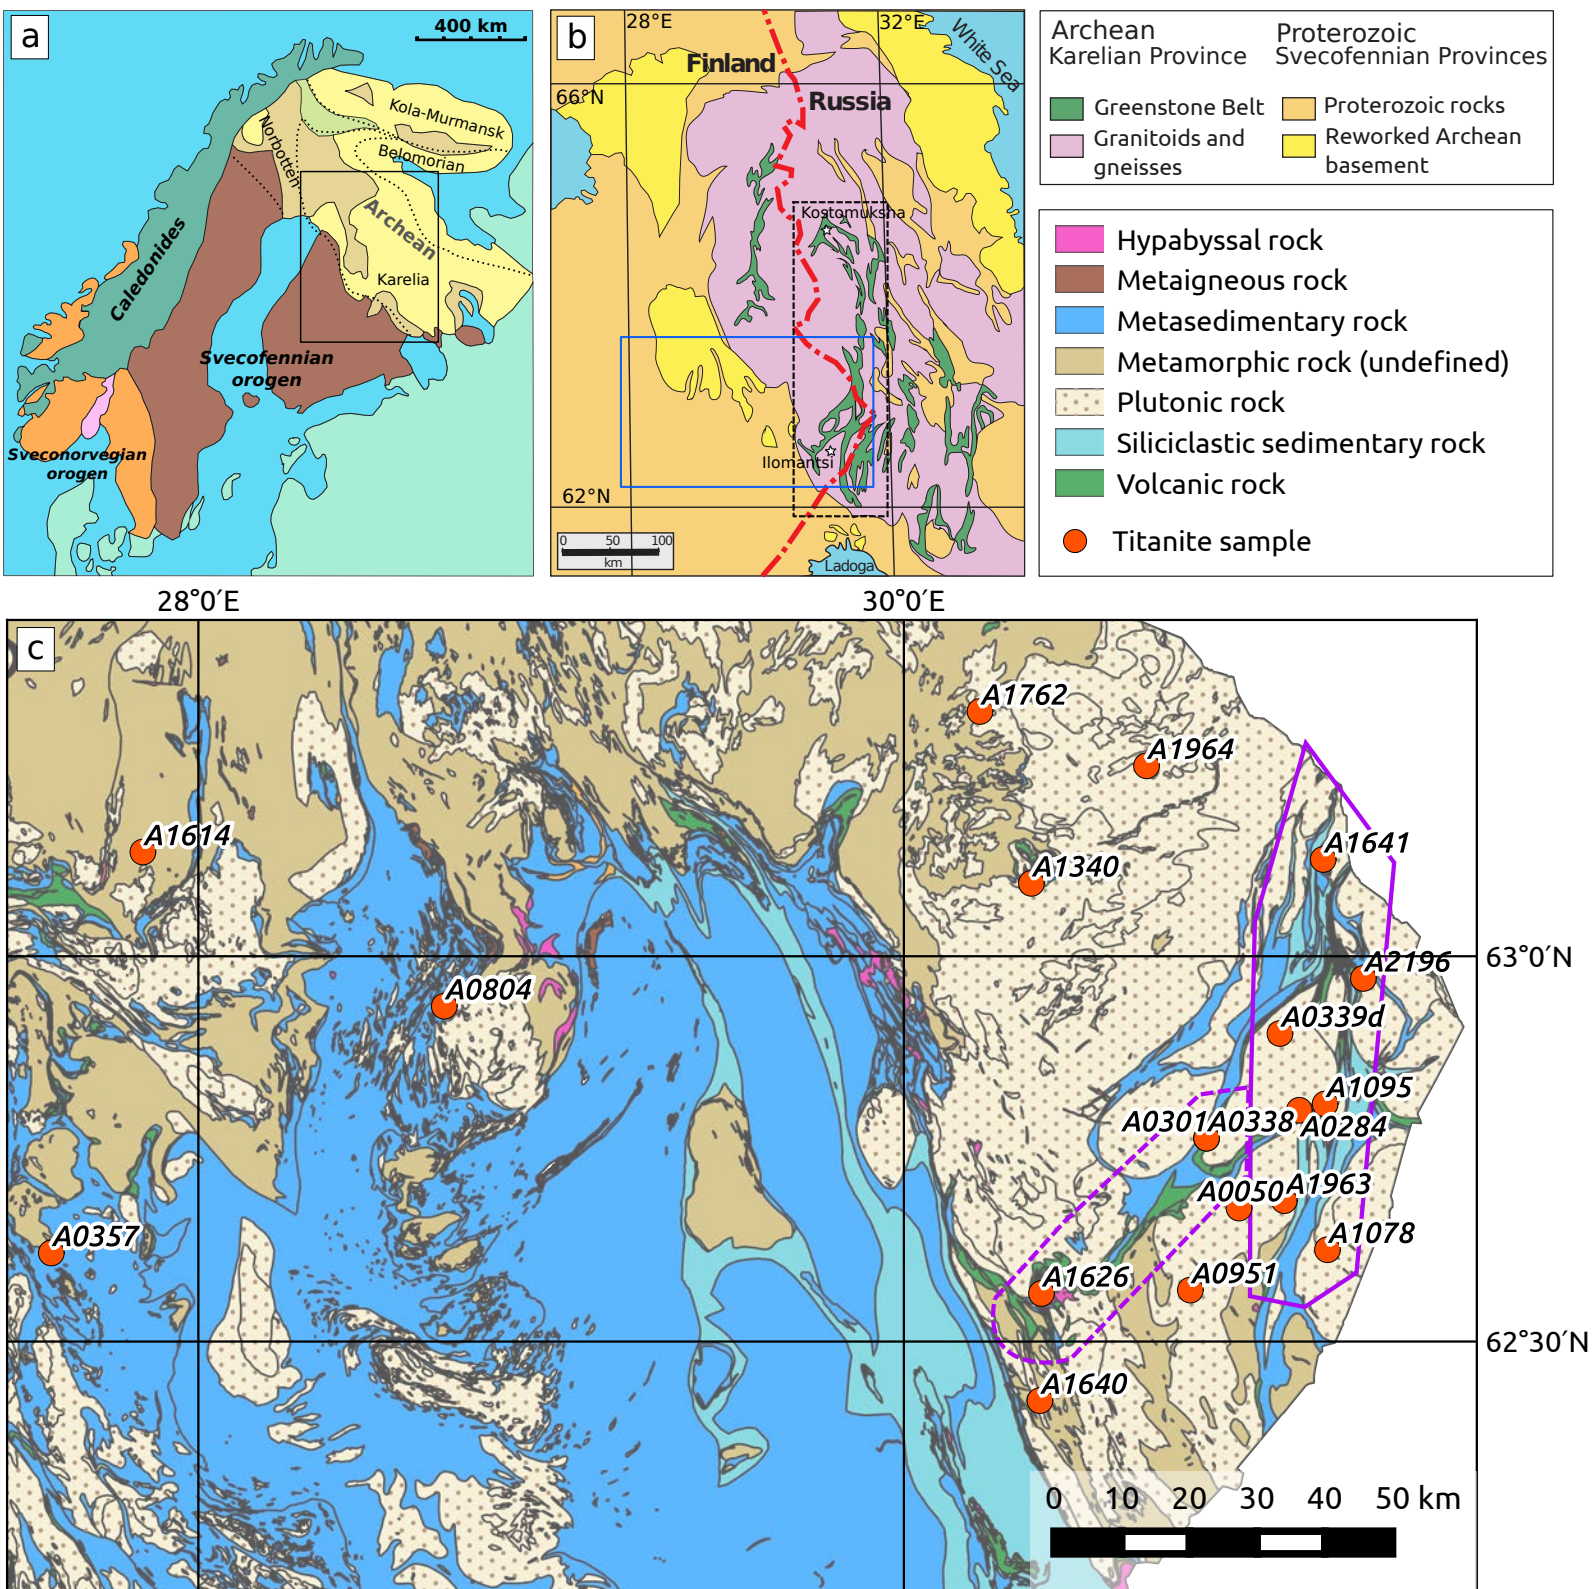 a
400 km
Kola-Murmansk
Norbotten
Belomorian
Archean
Karelia
Caledonides
Svecofennian
orogen
Sveconorvegian
orogen
b
28°E
32°E
White Sea
Finland
66°N
Russia
Kostomuksha
Ilomantsi
62°N
0 50 100
km
Ladoga
Archean
Karelian Province
Proterozoic
Svecofennian Provinces
Greenstone Belt
Granitoids and
gneisses
Proterozoic rocks
Reworked Archean
basement
Hypabyssal rock
Metaigneous rock
Metasedimentary rock
Metamorphic rock (undefined)
Plutonic rock
Siliciclastic sedimentary rock
Volcanic rock
Titanite sample
28°0′E
30°0′E
c
A1762
A1964
A1614
A1641
A1340
63°0′N
A2196
A0804
A0339d
A1095
A0301 A0338
A0284
A0050
A1963
A0357
A1078
A1626
A0951
62°30′N
A1640
0 10 20 30 40 50 km